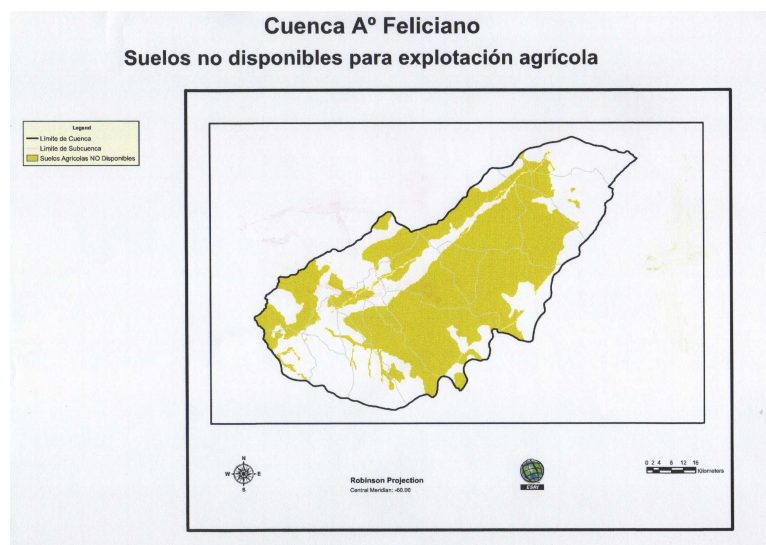 Cuenca Aº Feliciano
Suelos no disponibles para explotación agrícola
Legend
Límite de Cuenca
Límite de Subcuenca
Suelos Agrícolas NO Disponibles
N
W E
S
Robinson Projection
Central Meridian: -60.00
ESRI
0 2 4 8 12 16
Kilometers